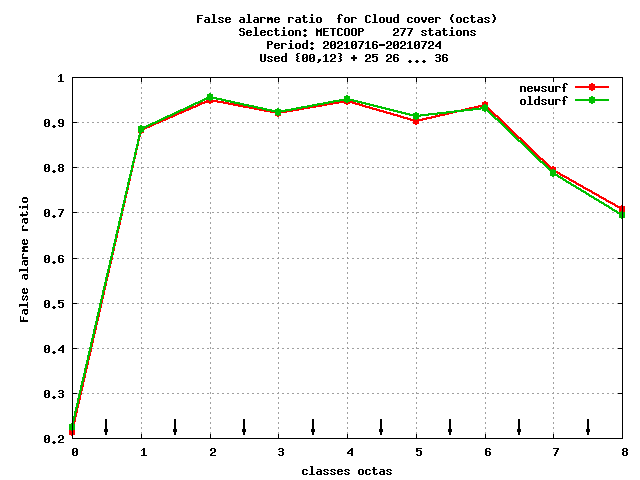 False alarme ratio  for Cloud cover (octas)
Selection: METCOOP    277 stations
Period: 20210716-20210724
Used {00,12} + 25 26 ... 36
newsurf
oldsurf
1
0.9
0.8
0.7
0.6
0.5
0.4
0.3
0.2
False alarme ratio
0 1 2 3 4 5 6 7 8
classes octas